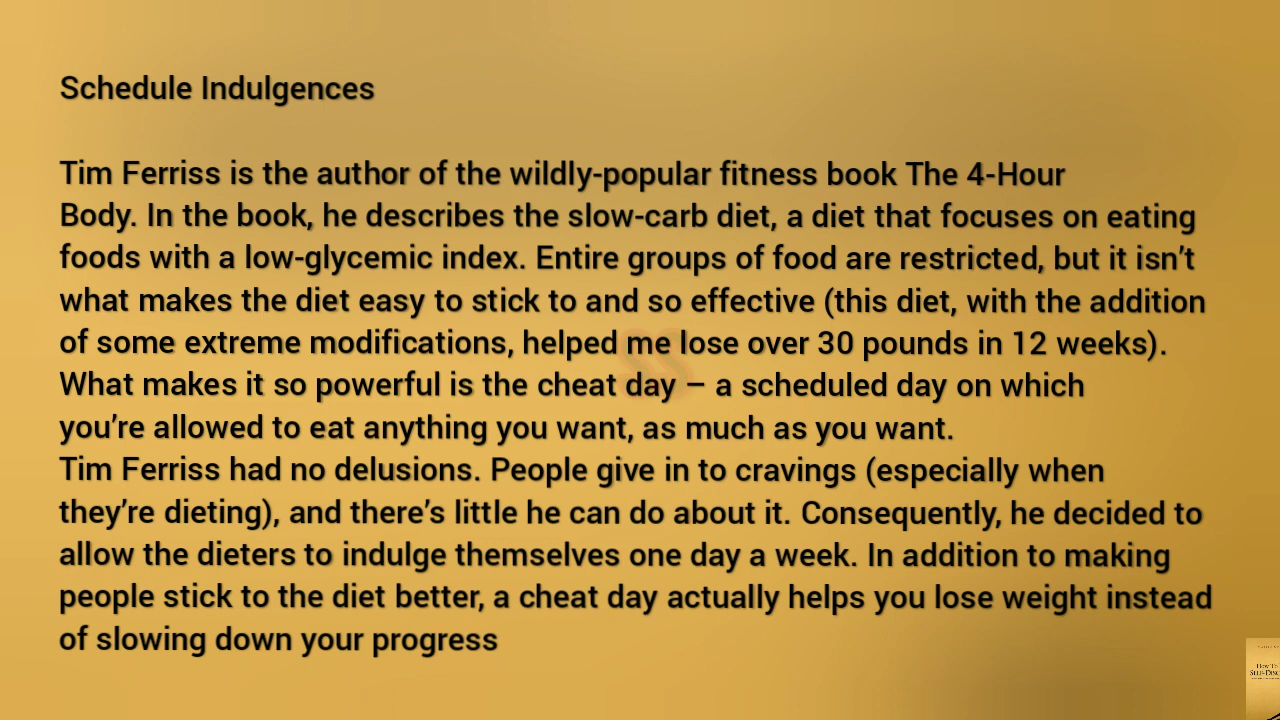 Schedule Indulgences
Tim Ferriss is the author of the wildly-popular fitness book The 4-Hour
Body. In the book, he describes the slow-carb diet, a diet that focuses on eating
foods with a low-glycemic index. Entire groups of food are restricted, but it isn’t
what makes the diet easy to stick to and so effective (this diet, with the addition
of some extreme modifications, helped me lose over 30 pounds in 12 weeks).
What makes it so powerful is the cheat day – a scheduled day on which
you’re allowed to eat anything you want, as much as you want.
Tim Ferriss had no delusions. People give in to cravings (especially when
they’re dieting), and there’s little he can do about it. Consequently, he decided to
allow the dieters to indulge themselves one day a week. In addition to making
people stick to the diet better, a cheat day actually helps you lose weight instead
of slowing down your progress
SS
How To